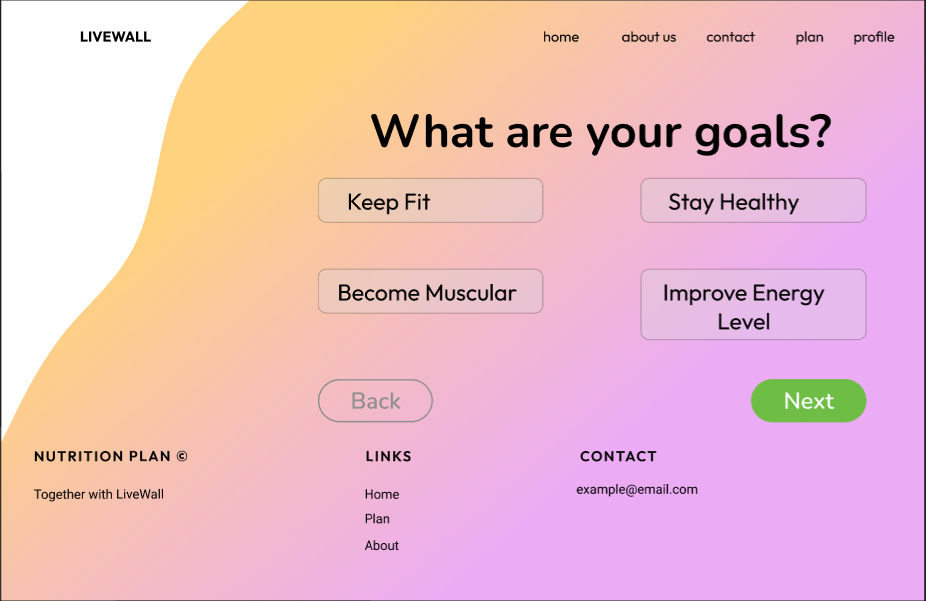 LIVEWALL
home about us contact plan profile
What are your goals?
Keep Fit
Stay Healthy
Become Muscular
Improve Energy
Level
Back
Next
NUTRITION PLAN ©
Together with LiveWall
LINKS
Home
Plan
About
CONTACT
example@email.com